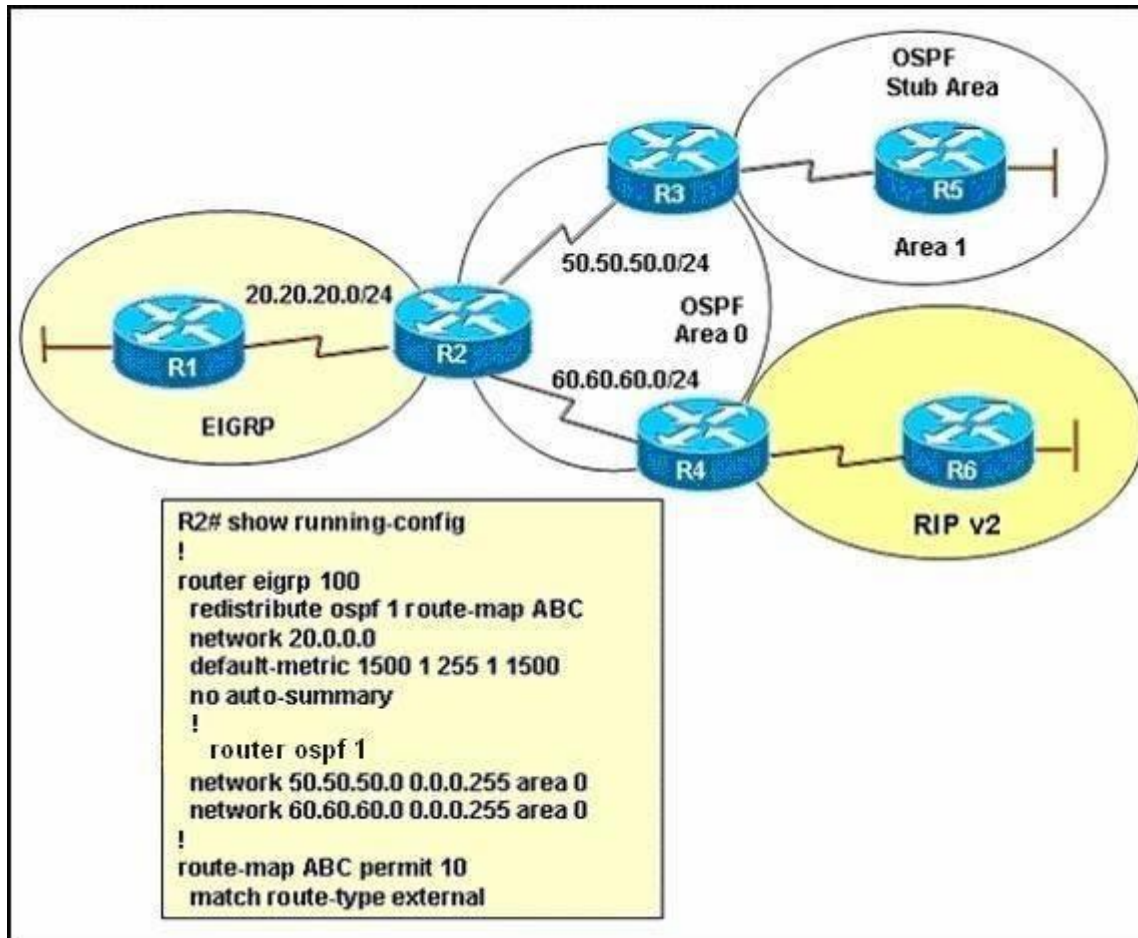 OSPF
Stub Area
R3
R5
50.50.50.0/24
Area 1
20.20.20.0/24
OSPF
Area 0
R1
R2
60.60.60.0/24
EIGRP
R4
R6
RIP v2
R2# show running-config
!
router eigrp 100
redistribute ospf 1 route-map ABC
network 20.0.0.0
default-metric 1500 1 255 1 1500
no auto-summary
!
router ospf 1
network 50.50.50.0 0.0.0.255 area 0
network 60.60.60.0 0.0.0.255 area 0
!
route-map ABC permit 10
match route-type external